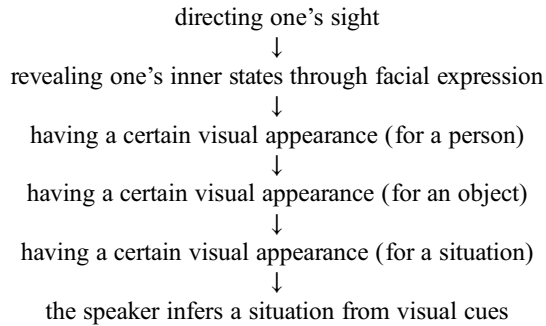 directing one’s sight
↓
revealing one’s inner states through facial expression
↓
having a certain visual appearance (for a person)
↓
having a certain visual appearance (for an object)
↓
having a certain visual appearance (for a situation)
↓
the speaker infers a situation from visual cues